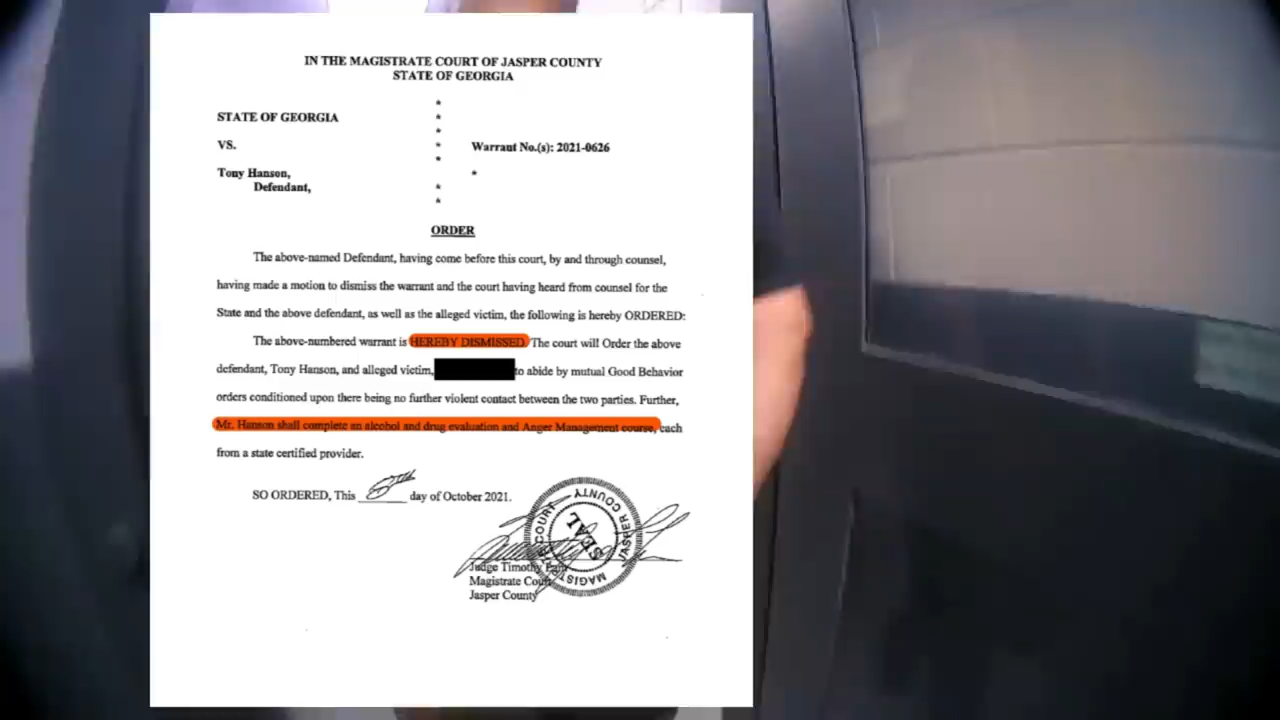 IN THE MAGISTRATE COURT OF JASPER COUNTY
STATE OF GEORGIA
*
STATE OF GEORGIA *
*
VS. * Warrant No.(s): 2021-0626
*
Tony Hanson, *
Defendant, *
*
ORDER
The above-named Defendant, having come before this court, by and through counsel,
having made a motion to dismiss the warrant and the court having heard from counsel for the
State and the above defendant, as well as the alleged victim, the following is hereby ORDERED:
The above-numbered warrant is HEREBY DISMISSED. The court will Order the above
defendant, Tony Hanson, and alleged victim, to abide by mutual Good Behavior
orders conditioned upon there being no further violent contact between the two parties. Further,
Mr. Hanson shall complete an alcohol and drug evaluation and Anger Management course, each
from a state certified provider.
SO ORDERED, This day of October 2021.
MAGISTRATE COURT JASPER COUNTY
SEAL
Judge Timothy
Magistrate Court
Jasper County